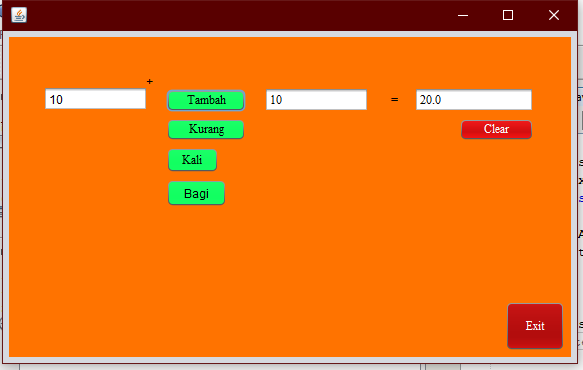 +
10 Tambah 10 = 20.0
Kurang Clear
Kali
Bagi
Exit